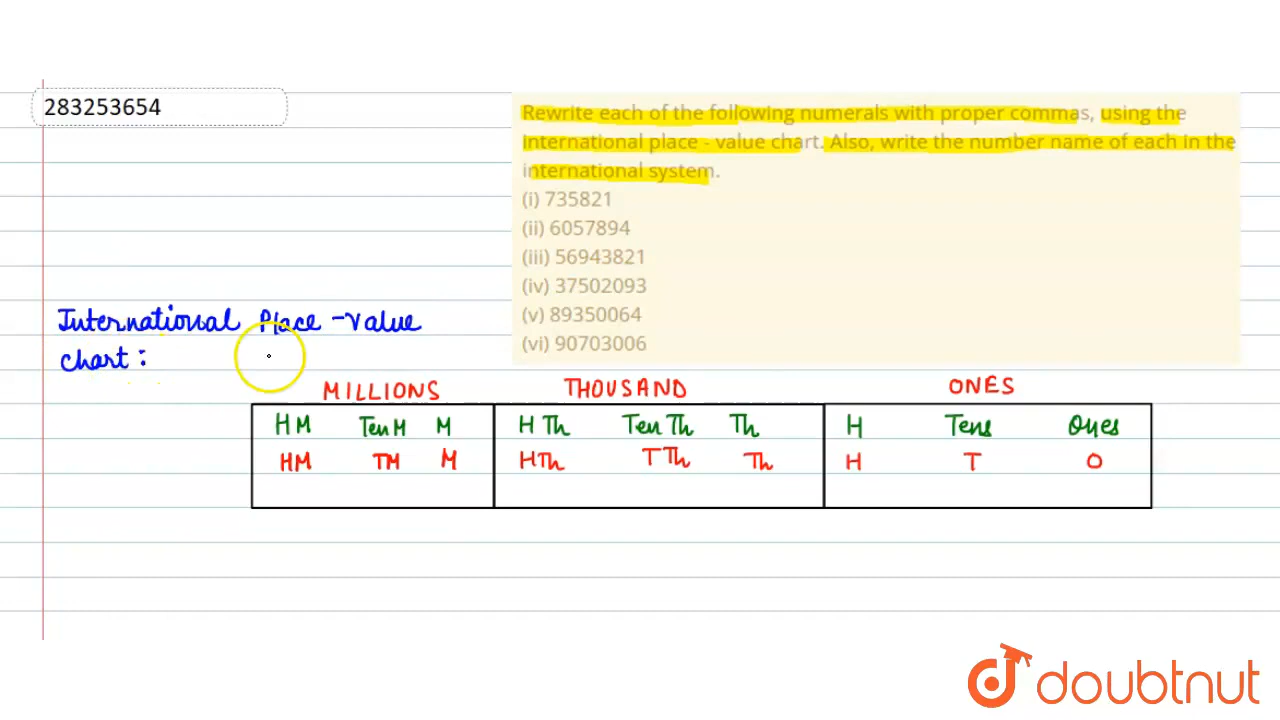 283253654
Rewrite each of the following numerals with proper commas, using the
international place - value chart. Also, write the number name of each in the
international system.
(i) 735821
(ii) 6057894
(iii) 56943821
(iv) 37502093
(v) 89350064
(vi) 90703006
International Place - Value
chart :
MILLIONS THOUSAND ONES
H M Ten M M H Th Ten Th Th H Tens Ones
HM TM M HTh T Th Th H T O
doubtnut